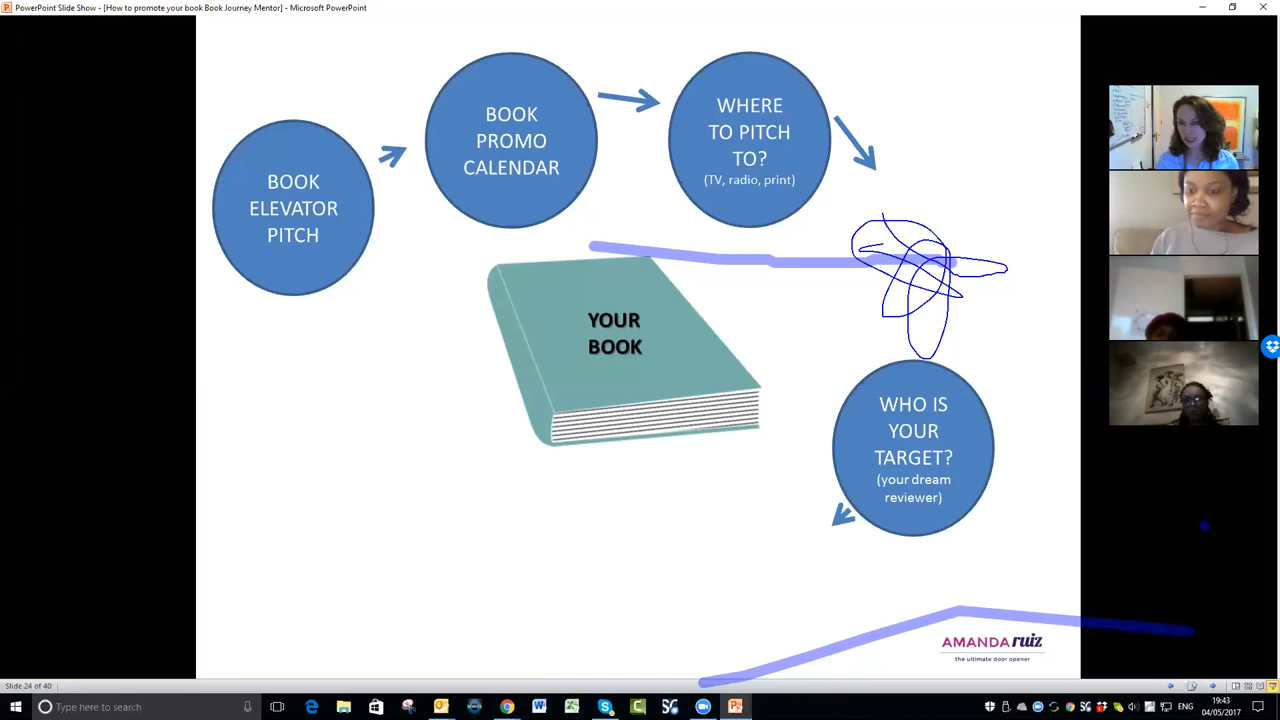 PowerPoint Slide Show - [How to promote your book Book Journey Mentor] - Microsoft PowerPoint
BOOK
ELEVATOR
PITCH
BOOK
PROMO
CALENDAR
WHERE
TO PITCH
TO?
(TV, radio, print)
YOUR
BOOK
WHO IS
YOUR
TARGET?
(your dream
reviewer)
AMANDA ruiz
the ultimate door opener
Slide 24 of 40
Type here to search
ENG
19:43
04/05/2017